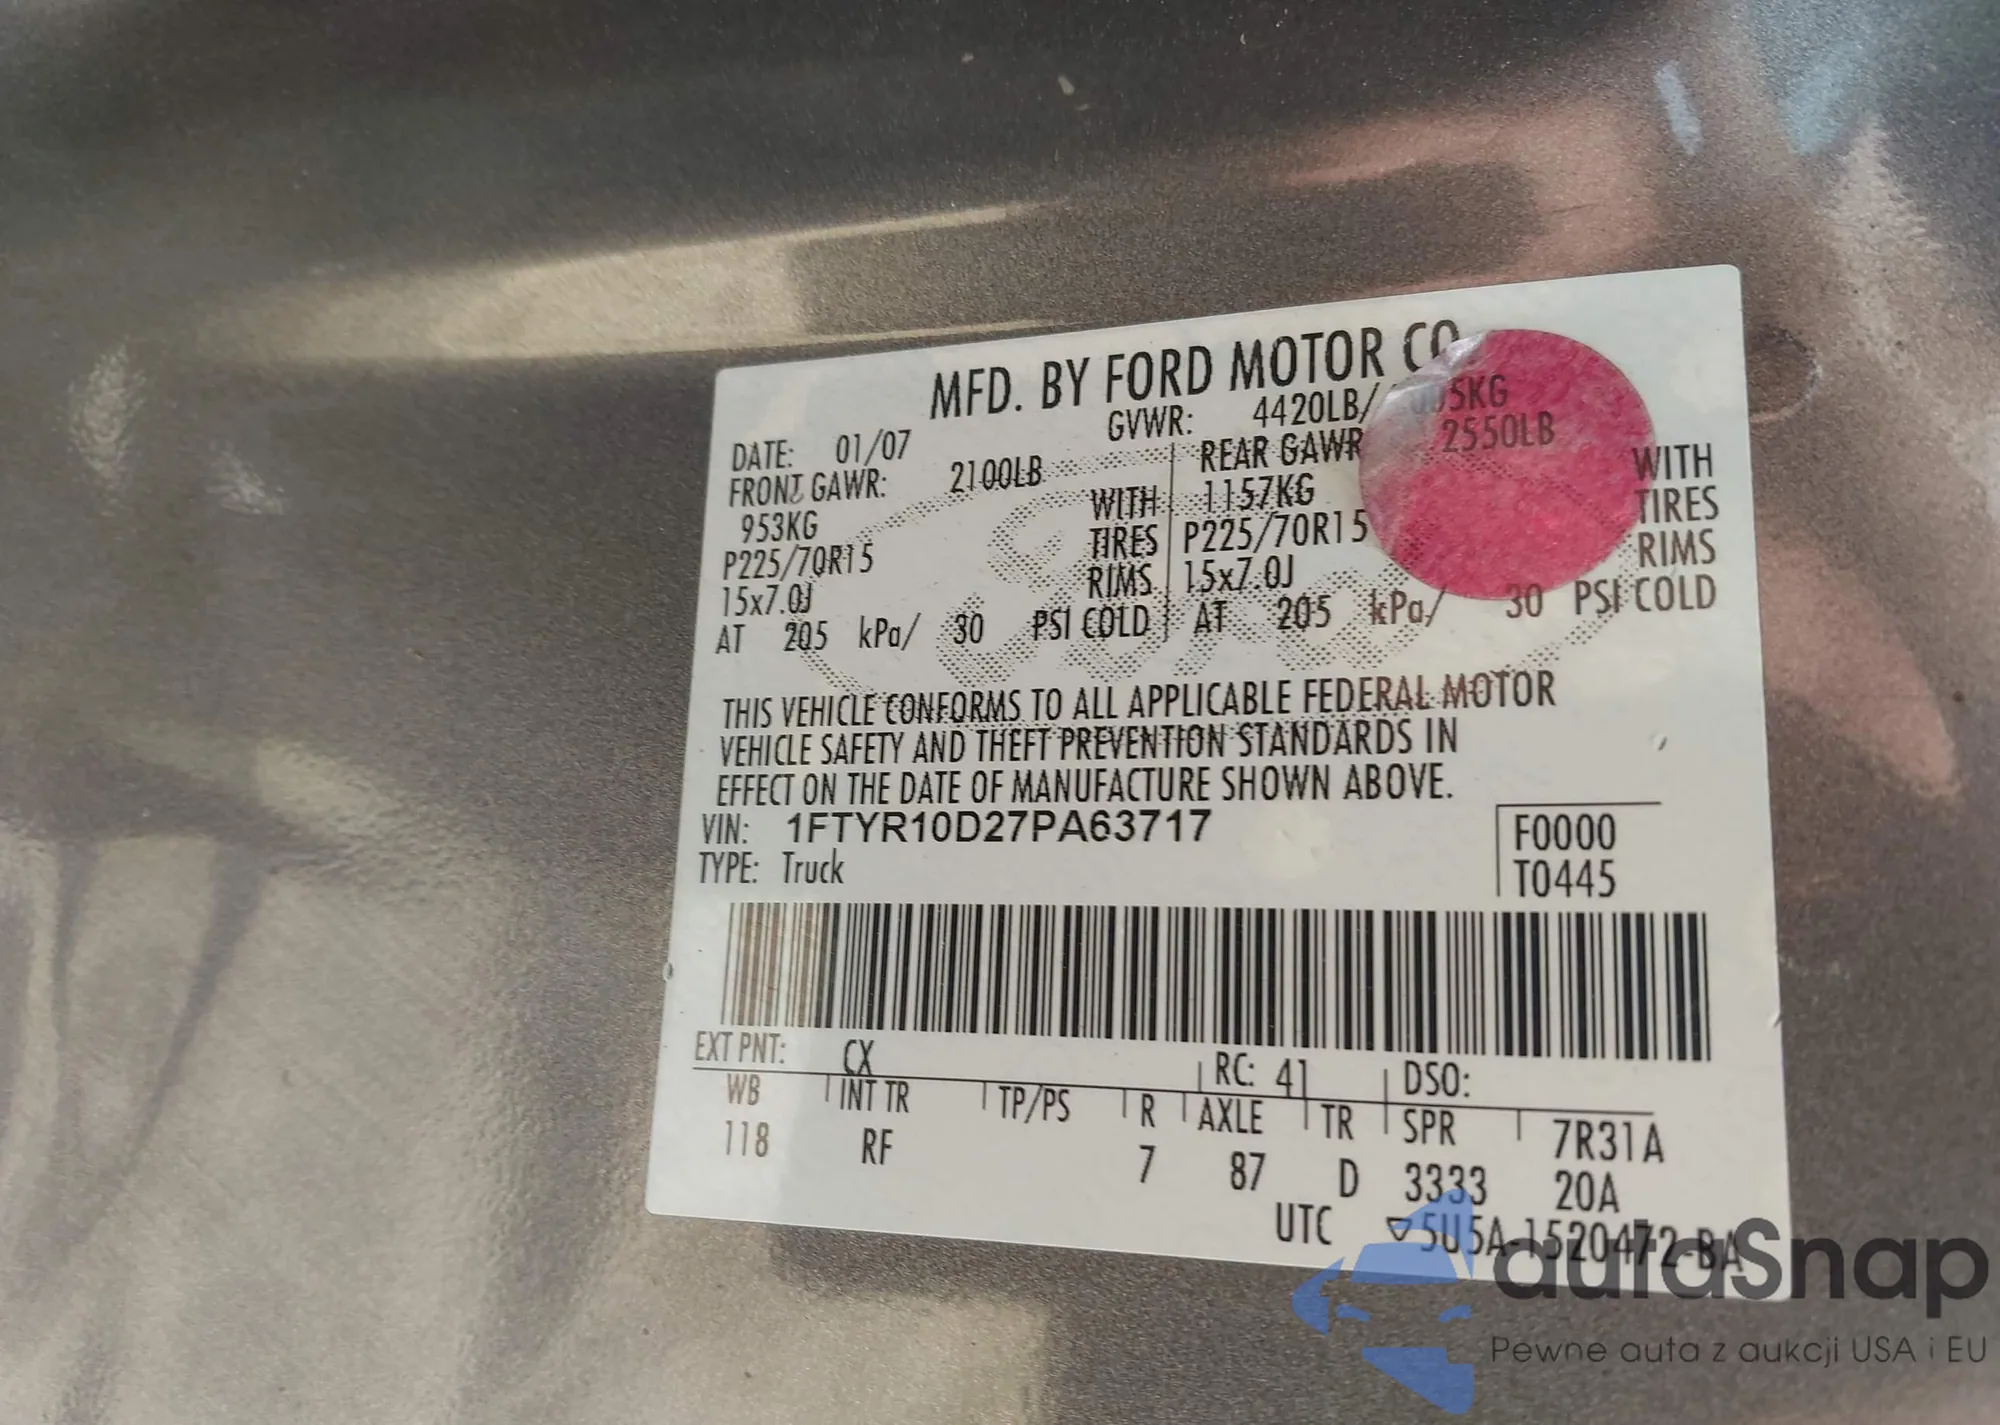 MFD. BY FORD MOTOR CO.
DATE: 01/07 GVWR: 4420LB/ 2005KG
FRONT GAWR: 2100LB REAR GAWR 2550LB
953KG WITH 1157KG WITH
P225/70R15 TIRES P225/70R15 TIRES
15x7.0J RIMS 15x7.0J RIMS
AT 205 kPa/ 30 PSI COLD AT 205 kPa/ 30 PSI COLD
THIS VEHICLE CONFORMS TO ALL APPLICABLE FEDERAL MOTOR
VEHICLE SAFETY AND THEFT PREVENTION STANDARDS IN
EFFECT ON THE DATE OF MANUFACTURE SHOWN ABOVE.
VIN: 1FTYR10D27PA63717 F0000
TYPE: Truck T0445
EXT PNT: CX RC: 41 DSO:
WB INT TR TP/PS R AXLE TR SPR 7R31A
118 RF 7 87 D 3333 20A
UTC ▽5U5A-1520472-BA
autaSnap
Pewne auta z aukcji USA i EU